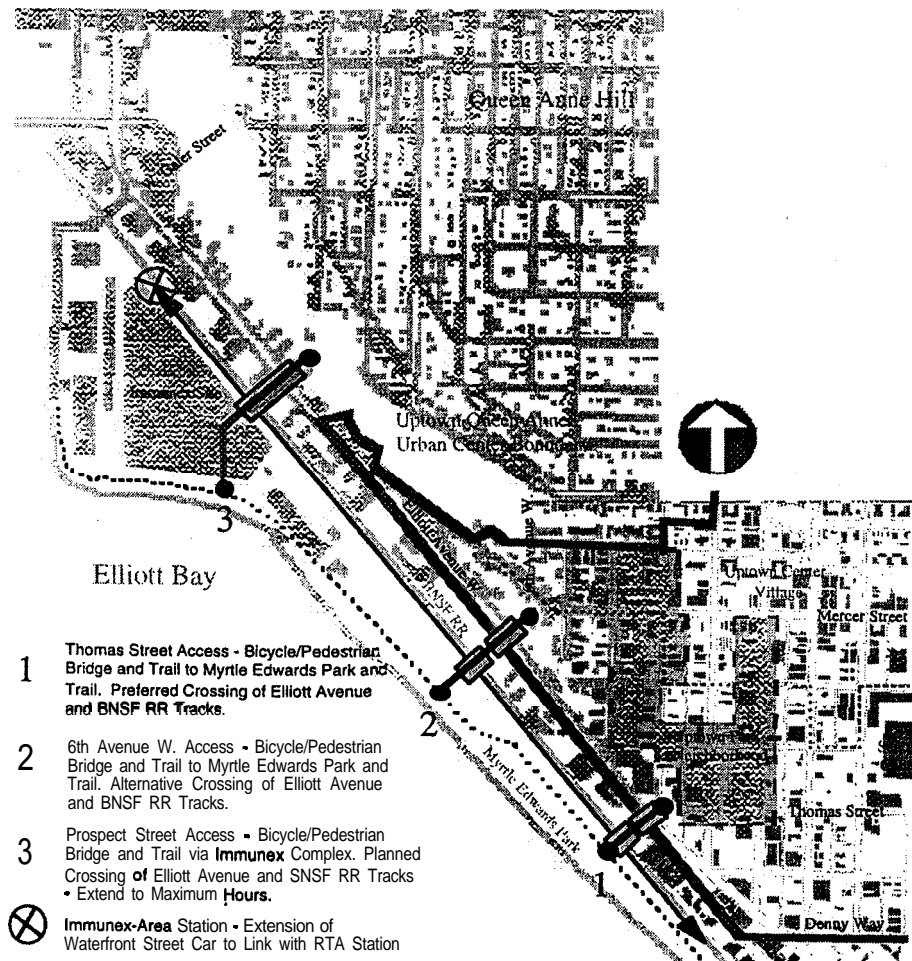 Queen Anne Hill
Street
Uptown Queen Anne
Urban Center Boundary
3
Elliott Bay
BNSF RR
Avenue W.
Uptown Center
Village
Mercer Street
2
Myrtle Edwards Park
Thomas Street
1
Denny Way
1 Thomas Street Access - Bicycle/Pedestrian
Bridge and Trail to Myrtle Edwards Park and
Trail. Preferred Crossing of Elliott Avenue
and BNSF RR Tracks.
2 6th Avenue W. Access - Bicycle/Pedestrian
Bridge and Trail to Myrtle Edwards Park and
Trail. Alternative Crossing of Elliott Avenue
and BNSF RR Tracks.
3 Prospect Street Access - Bicycle/Pedestrian
Bridge and Trail via Immunex Complex. Planned
Crossing of Elliott Avenue and SNSF RR Tracks
- Extend to Maximum Hours.
Immunex-Area Station - Extension of
Waterfront Street Car to Link with RTA Station